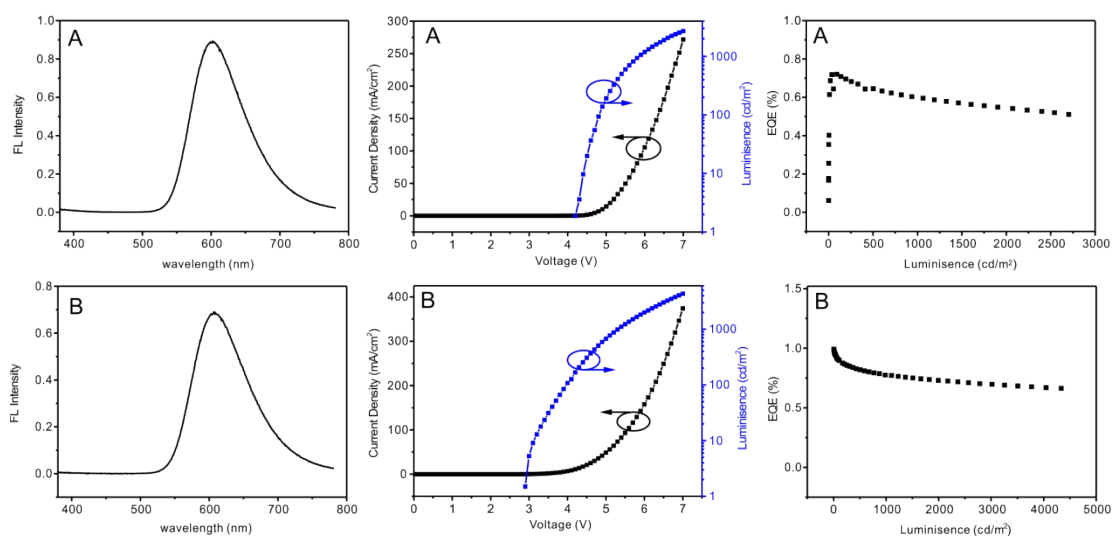 A
FL Intensity
1.0
0.8
0.6
0.4
0.2
0.0
400 500 600 700 800
wavelength (nm)
A
Current Density (mA/cm²)
300
250
200
150
100
50
0
0 1 2 3 4 5 6 7
Voltage (V)
1000
100
10
1
Luminisence (cd/m²)
A
EQE (%)
1.0
0.8
0.6
0.4
0.2
0.0
0 500 1000 1500 2000 2500 3000
Luminisence (cd/m²)
B
FL Intensity
0.8
0.6
0.4
0.2
0.0
400 500 600 700 800
wavelength (nm)
B
Current Density (mA/cm²)
400
300
200
100
0
0 1 2 3 4 5 6 7
Voltage (V)
1000
100
10
1
Luminisence (cd/m²)
B
EQE (%)
1.5
1.0
0.5
0.0
0 1000 2000 3000 4000 5000
Luminisence (cd/m²)